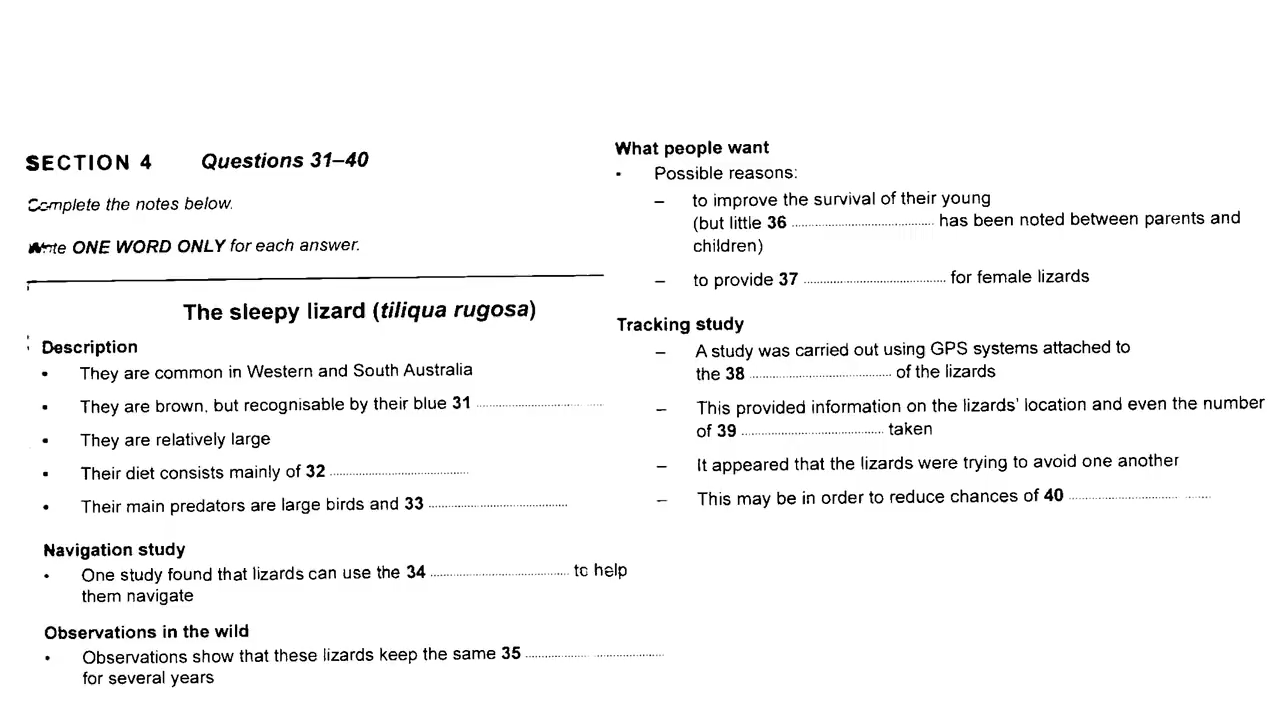 SECTION 4 Questions 31–40
Complete the notes below.
Write ONE WORD ONLY for each answer.
The sleepy lizard (tiliqua rugosa)
Description
• They are common in Western and South Australia
• They are brown, but recognisable by their blue 31 ....................
• They are relatively large
• Their diet consists mainly of 32 ....................
• Their main predators are large birds and 33 ....................
Navigation study
• One study found that lizards can use the 34 .................... to help
them navigate
Observations in the wild
• Observations show that these lizards keep the same 35 ....................
for several years
What people want
• Possible reasons:
– to improve the survival of their young
(but little 36 .................... has been noted between parents and
children)
– to provide 37 .................... for female lizards
Tracking study
– A study was carried out using GPS systems attached to
the 38 .................... of the lizards
– This provided information on the lizards' location and even the number
of 39 .................... taken
– It appeared that the lizards were trying to avoid one another
– This may be in order to reduce chances of 40 ....................